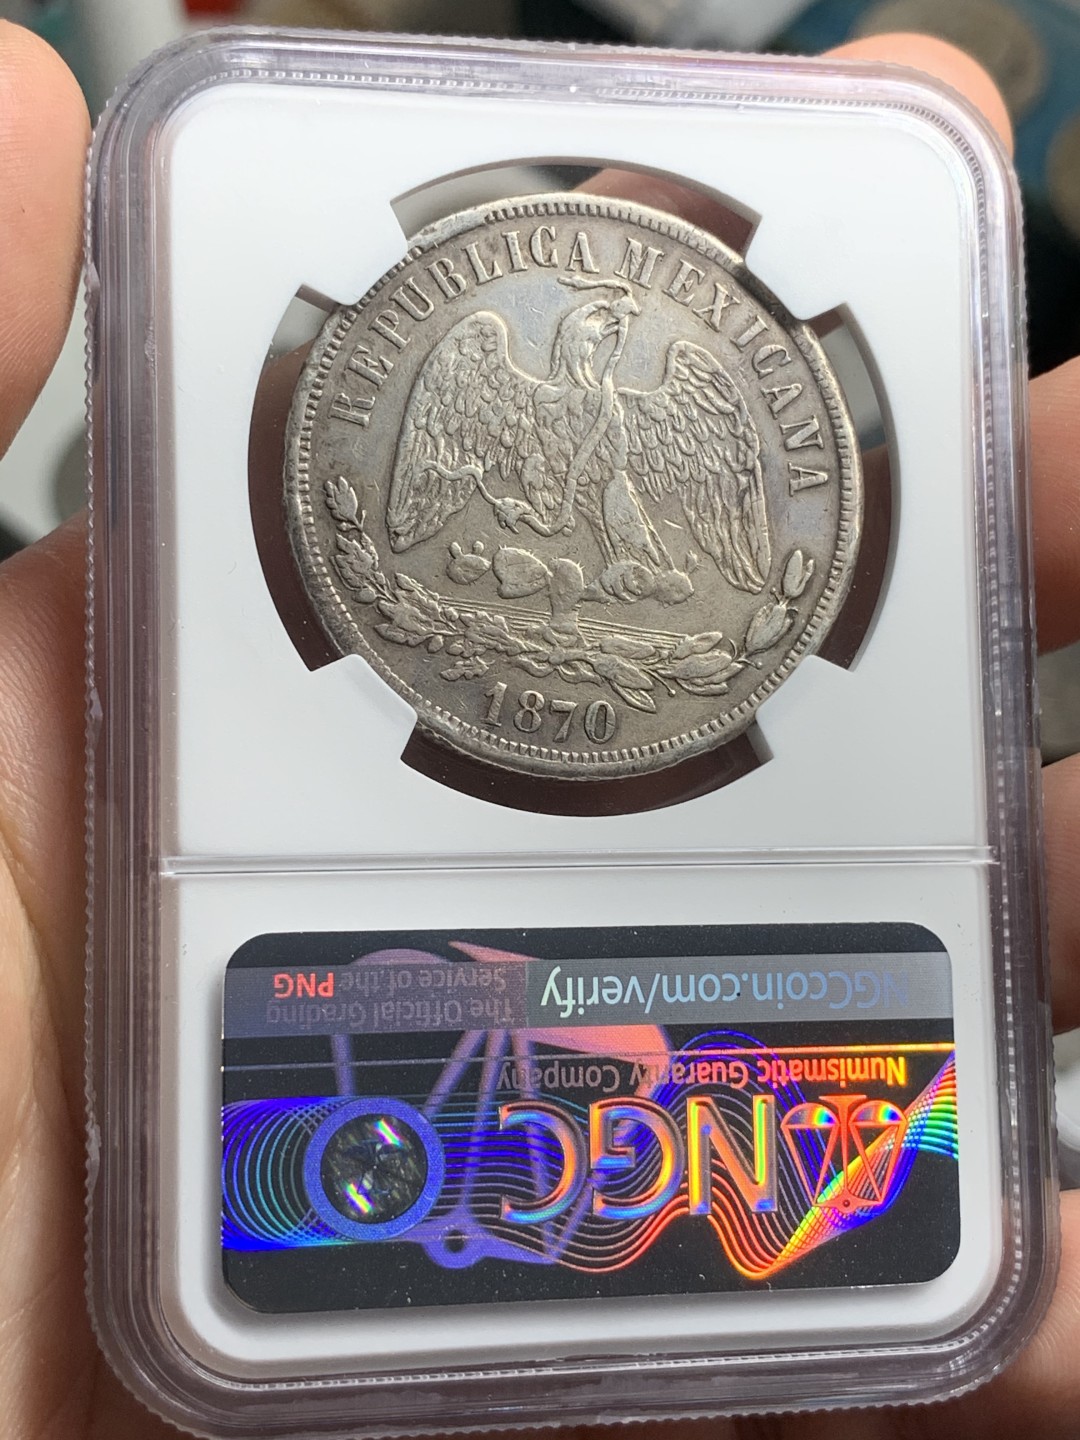 REPUBLICA MEXICANA
1870
NGCcoin.com/verify
The Official Grading
Service of the PNG
Numismatic Guaranty Company
NGC